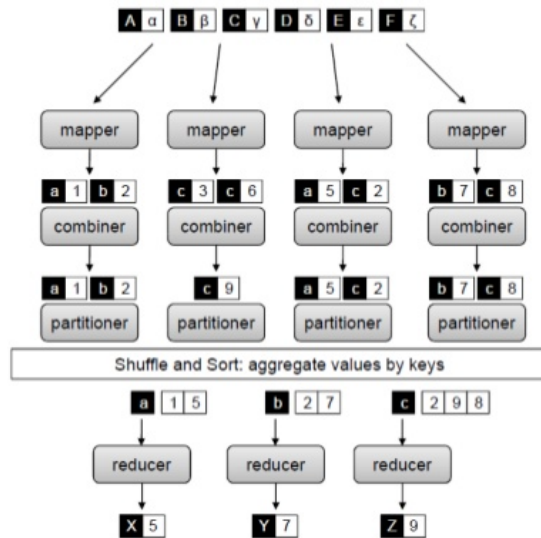 A α B β C γ D δ E ε F ζ
mapper mapper mapper mapper
a 1 b 2 c 3 c 6 a 5 c 2 b 7 c 8
combiner combiner combiner combiner
a 1 b 2 c 9 a 5 c 2 b 7 c 8
partitioner partitioner partitioner partitioner
Shuffle and Sort: aggregate values by keys
a 1 5 b 2 7 c 2 9 8
reducer reducer reducer
X 5 Y 7 Z 9